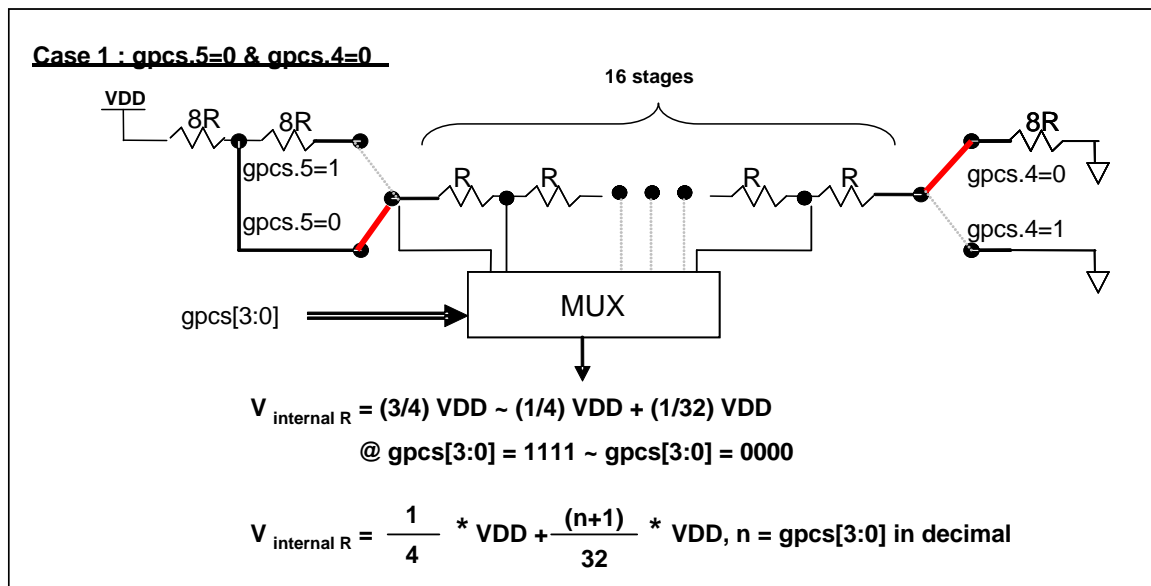 Case 1 : gpcs.5=0 & gpcs.4=0
16 stages
VDD
8R 8R 8R
gpcs.5=1 R R R R gpcs.4=0
gpcs.5=0 gpcs.4=1
gpcs[3:0] MUX
V internal R = (3/4) VDD ~ (1/4) VDD + (1/32) VDD
@ gpcs[3:0] = 1111 ~ gpcs[3:0] = 0000
V internal R = 1/4 * VDD + (n+1)/32 * VDD, n = gpcs[3:0] in decimal